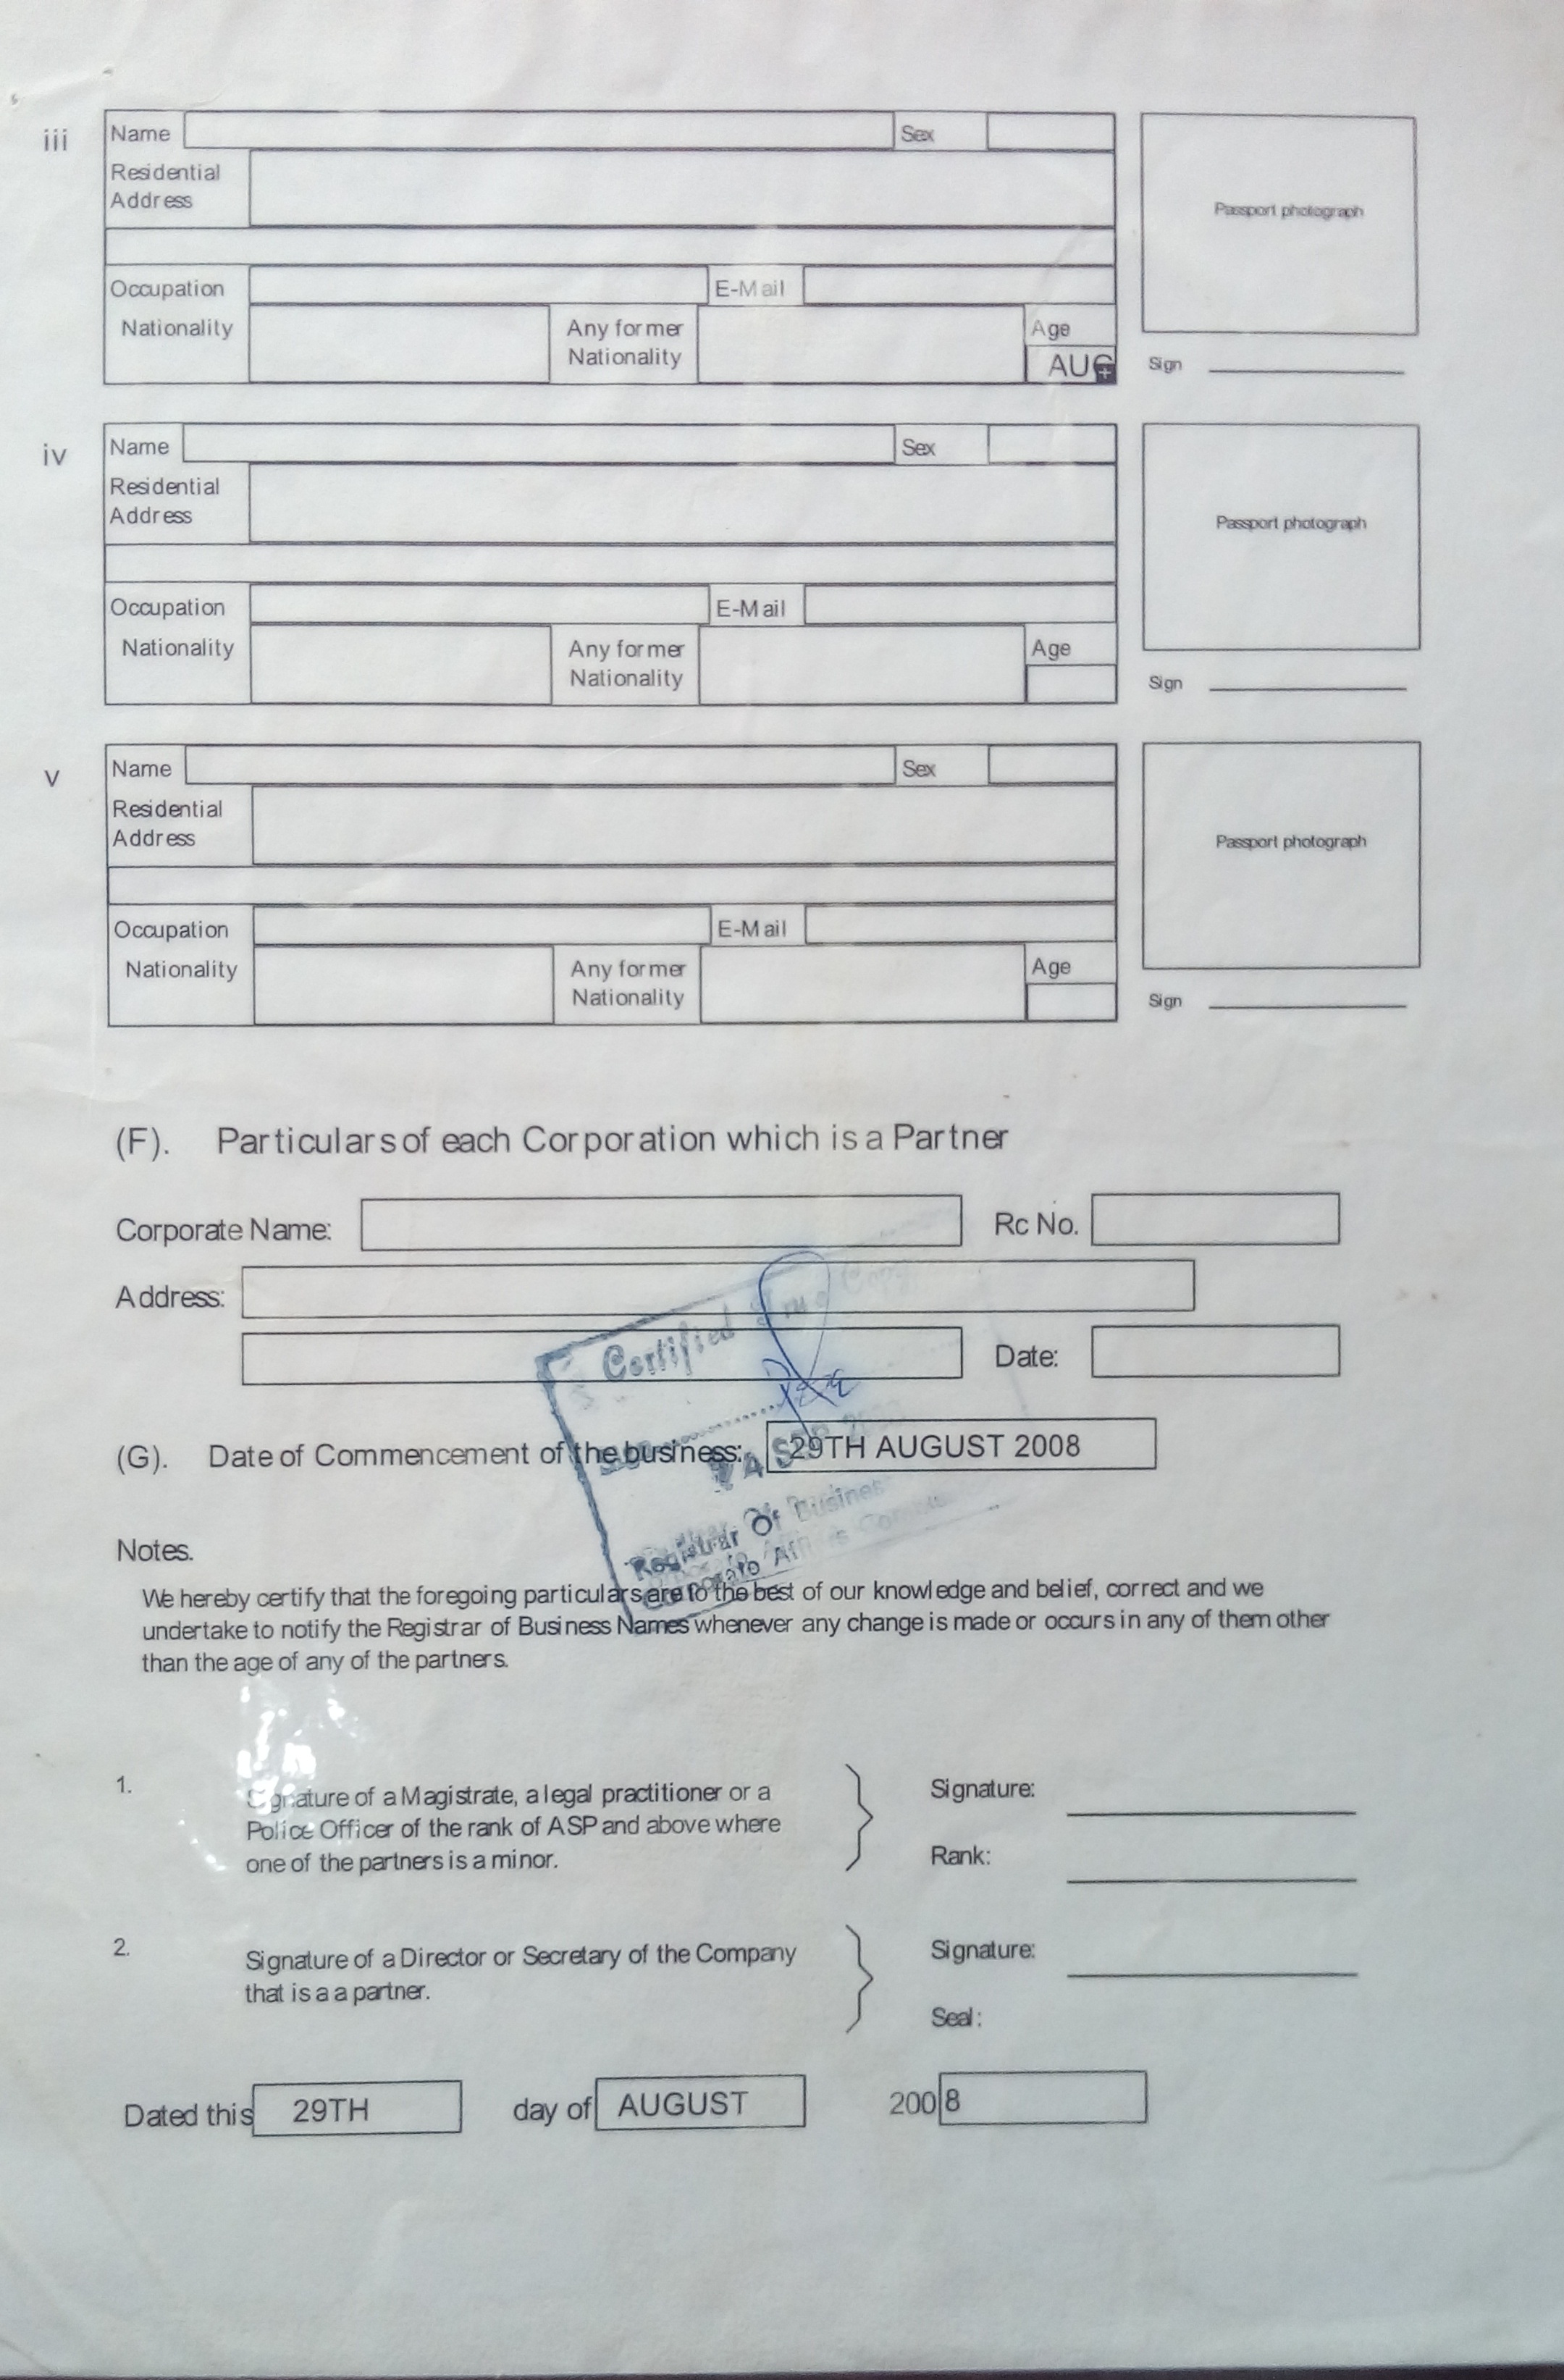 iii
Name
Sex
Residential
Address
Passport photograph
Occupation
E-Mail
Nationality
Any former
Nationality
Age
AUG
Sign
iv
Name
Sex
Residential
Address
Passport photograph
Occupation
E-Mail
Nationality
Any former
Nationality
Age
Sign
v
Name
Sex
Residential
Address
Passport photograph
Occupation
E-Mail
Nationality
Any former
Nationality
Age
Sign
(F). Particulars of each Corporation which is a Partner
Corporate Name:
Rc No.
Address:
Date:
Certified True Copy
(G). Date of Commencement of the business: 29TH AUGUST 2008
Registrar Of Business
Corporate Affairs
Notes.
We hereby certify that the foregoing particulars are to the best of our knowledge and belief, correct and we
undertake to notify the Registrar of Business Names whenever any change is made or occurs in any of them other
than the age of any of the partners.
1. Signature of a Magistrate, a legal practitioner or a
Police Officer of the rank of ASP and above where
one of the partners is a minor.
Signature:
Rank:
2. Signature of a Director or Secretary of the Company
that is a a partner.
Signature:
Seal:
Dated this 29TH day of AUGUST 2008